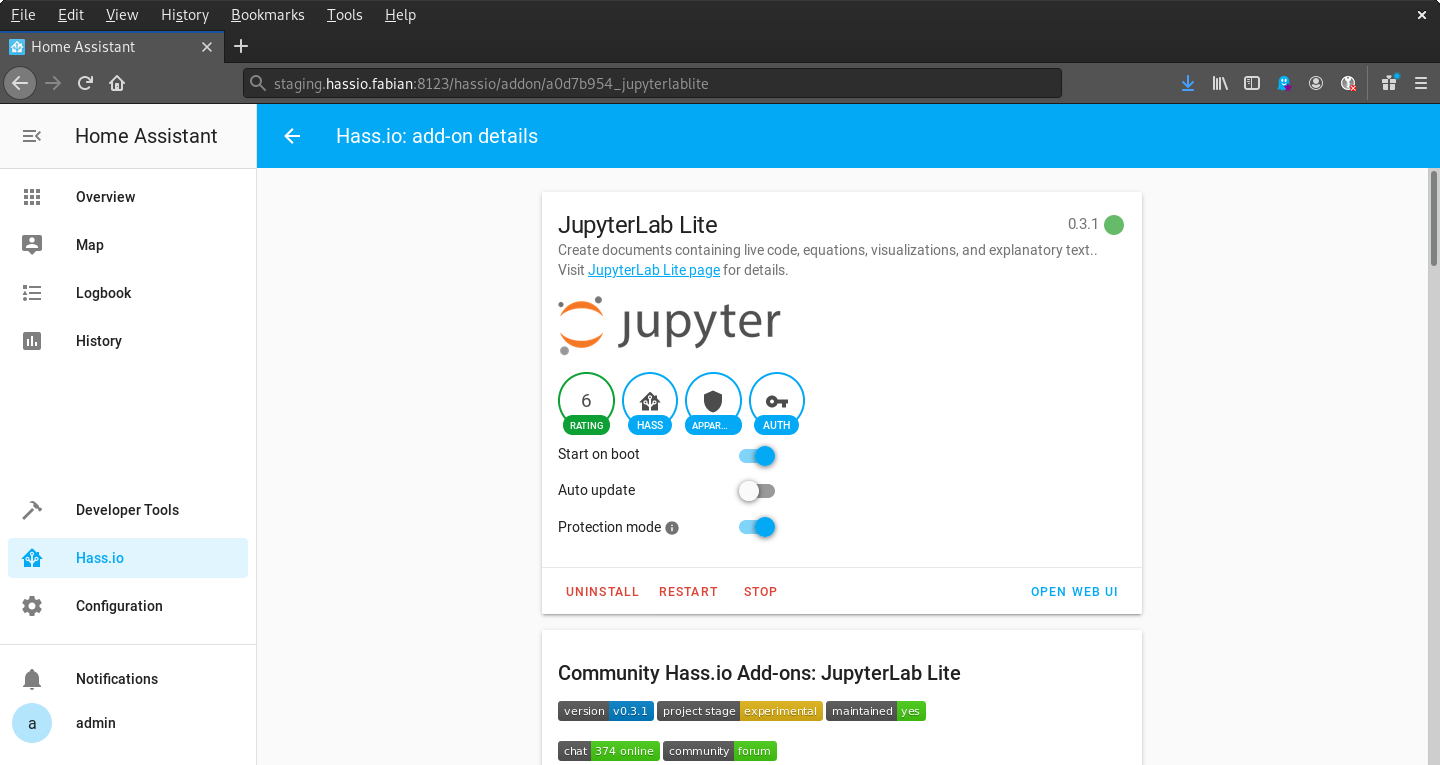 File Edit View History Bookmarks Tools Help
Home Assistant
staging.hassio.fabian:8123/hassio/addon/a0d7b954_jupyterlablite
Home Assistant
Hass.io: add-on details
Overview
Map
Logbook
History
Developer Tools
Hass.io
Configuration
Notifications
a
admin
JupyterLab Lite
0.3.1
Create documents containing live code, equations, visualizations, and explanatory text..
Visit JupyterLab Lite page for details.
jupyter
6
RATING
HASS
APPAR...
AUTH
Start on boot
Auto update
Protection mode
UNINSTALL RESTART STOP OPEN WEB UI
Community Hass.io Add-ons: JupyterLab Lite
version v0.3.1 project stage experimental maintained yes
chat 374 online community forum